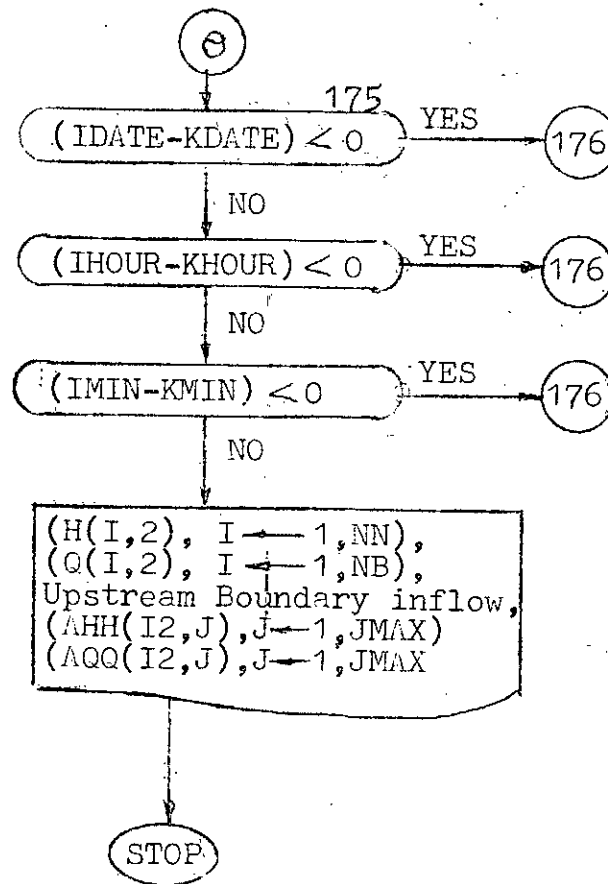 θ
175
(IDATE-KDATE) < 0
YES
176
NO
(IHOUR-KHOUR) < 0
YES
176
NO
(IMIN-KMIN) < 0
YES
176
NO
(H(I,2), I ← 1,NN),
(Q(I,2), I ← 1,NB),
Upstream Boundary inflow,
(AHH(I2,J),J←1,JMAX)
(AQQ(I2,J),J←1,JMAX
STOP